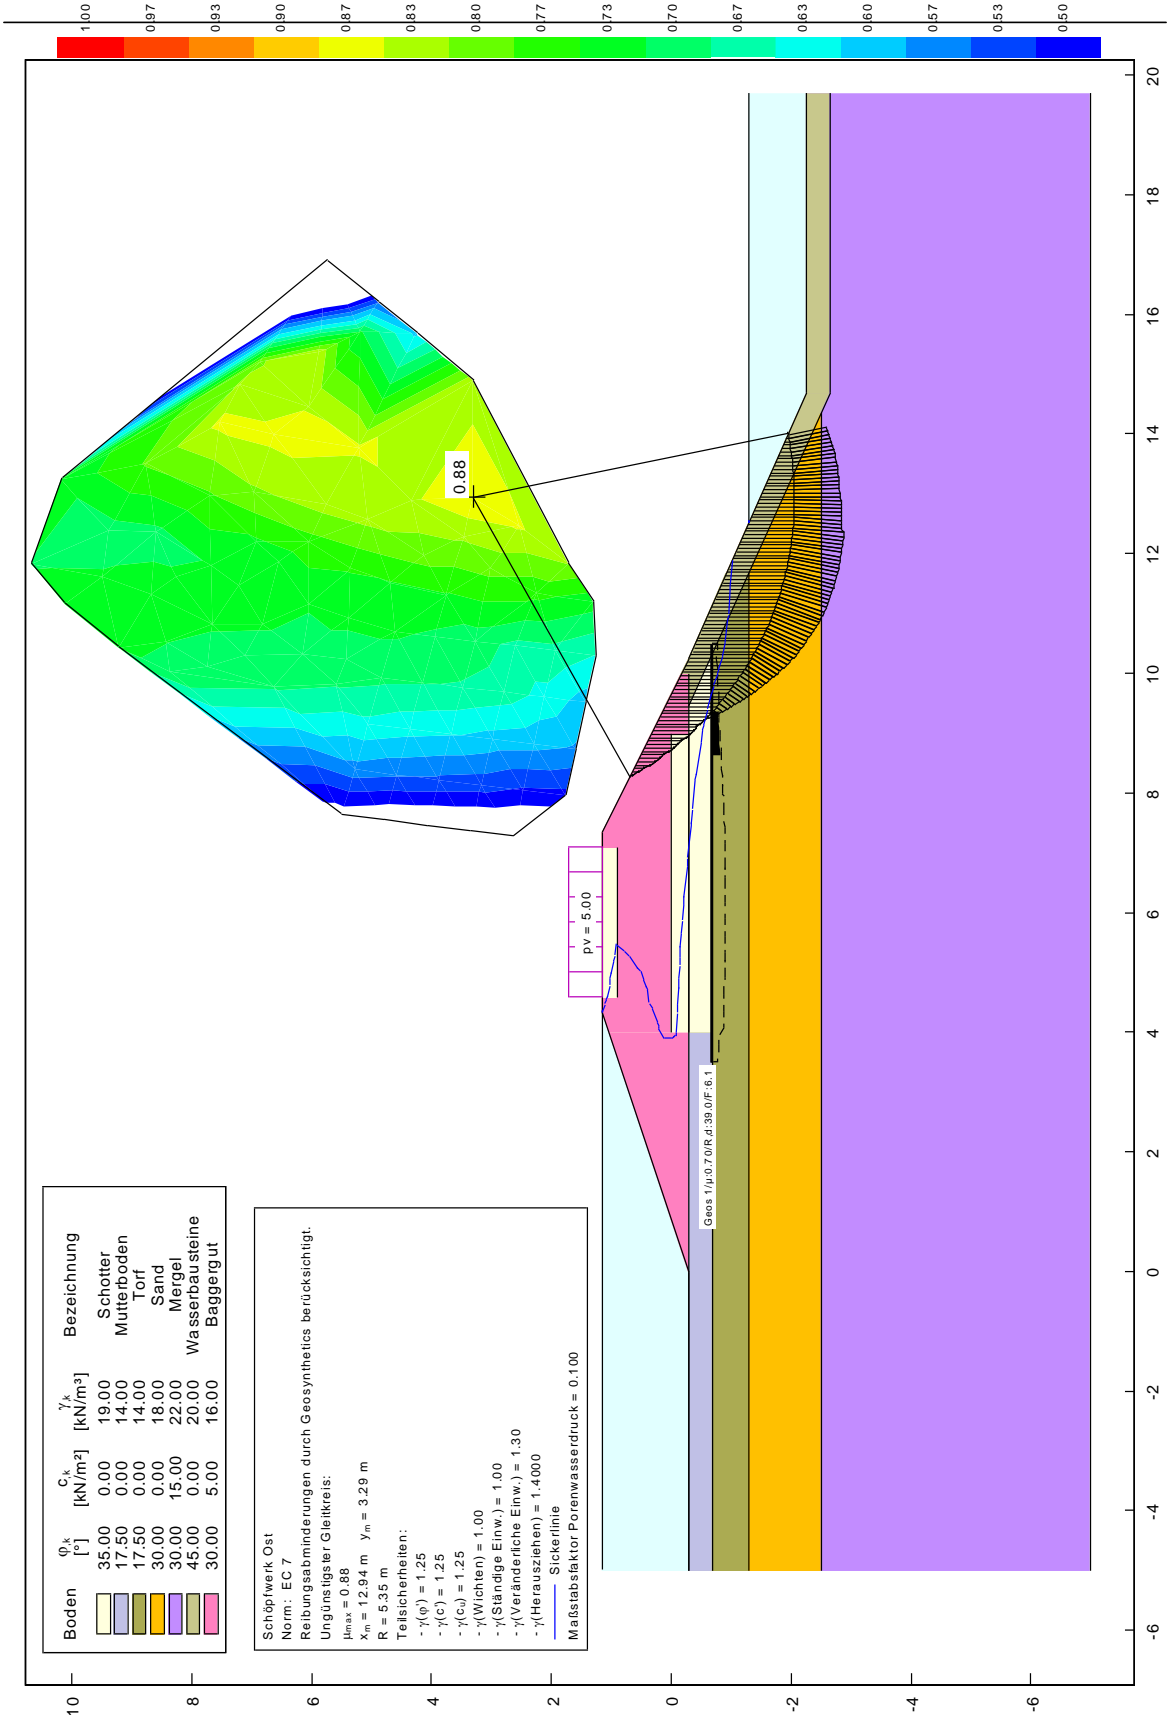 Boden φk [°] ck [kN/m²] γk [kN/m³] Bezeichnung
35.00 0.00 19.00 Schotter
17.50 0.00 14.00 Mutterboden
17.50 0.00 14.00 Torf
30.00 0.00 18.00 Sand
30.00 15.00 22.00 Mergel
45.00 0.00 20.00 Wasserbausteine
30.00 5.00 16.00 Baggergut
Schöpfwerk Ost
Norm: EC 7
Reibungsabminderungen durch Geosynthetics berücksichtigt.
Ungünstigster Gleitkreis:
μmax = 0.88
xm = 12.94 m ym = 3.29 m
R = 5.35 m
Teilsicherheiten:
- γ(φ') = 1.25
- γ(c') = 1.25
- γ(cu) = 1.25
- γ(Wichten) = 1.00
- γ(Ständige Einw.) = 1.00
- γ(Veränderliche Einw.) = 1.30
- γ(Herausziehen) = 1.4000
Sickerlinie
Maßstabsfaktor Porenwasserdruck = 0.100
0.88
pv = 5.00
Geos 1/μ:0.70/R,d:39.0/F:6.1
1.00 0.97 0.93 0.90 0.87 0.83 0.80 0.77 0.73 0.70 0.67 0.63 0.60 0.57 0.53 0.50
10 8 6 4 2 0 -2 -4 -6
-6 -4 -2 0 2 4 6 8 10 12 14 16 18 20